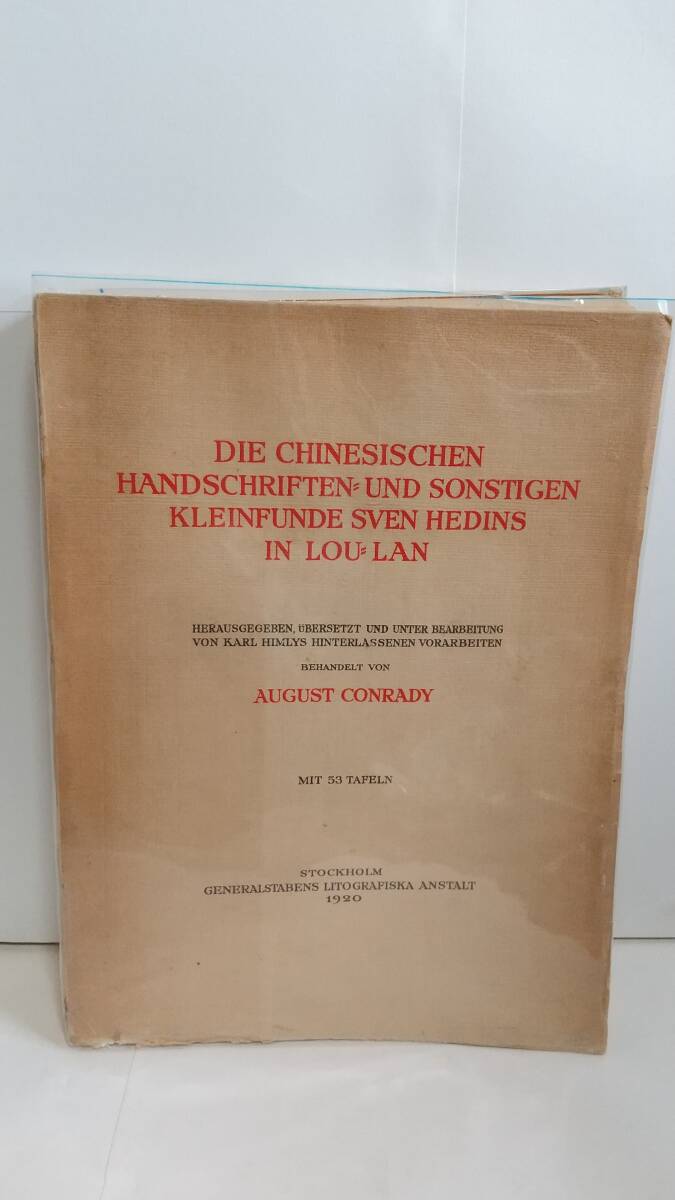 DIE CHINESISCHEN
HANDSCHRIFTEN= UND SONSTIGEN
KLEINFUNDE SVEN HEDINS
IN LOU=LAN
HERAUSGEGEBEN, ÜBERSETZT UND UNTER BEARBEITUNG
VON KARL HIMLYS HINTERLASSENEN VORARBEITEN
BEHANDELT VON
AUGUST CONRADY
MIT 53 TAFELN
STOCKHOLM
GENERALSTABENS LITOGRAFISKA ANSTALT
1920